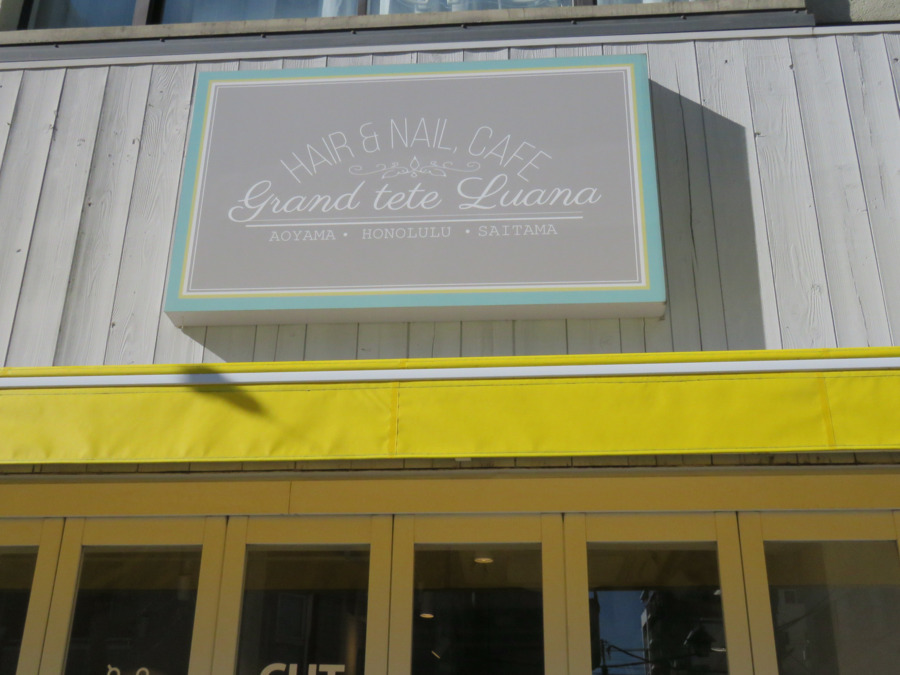 HAIR & NAIL, CAFE
Grand tete Luana
AOYAMA • HONOLULU • SAITAMA
CUT